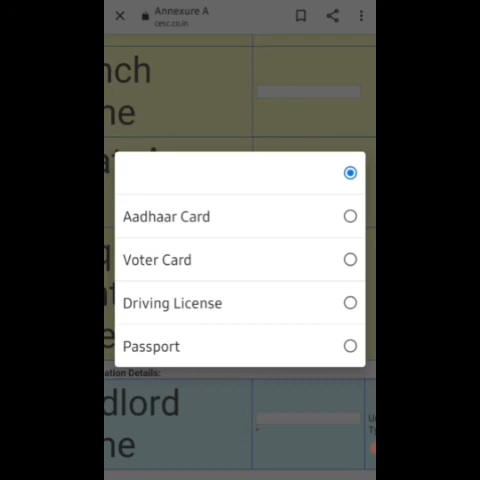 Annexure A
cesc.co.in
nch
ne
Aadhaar Card
Voter Card
Driving License
Passport
ation Details:
dlord
ne